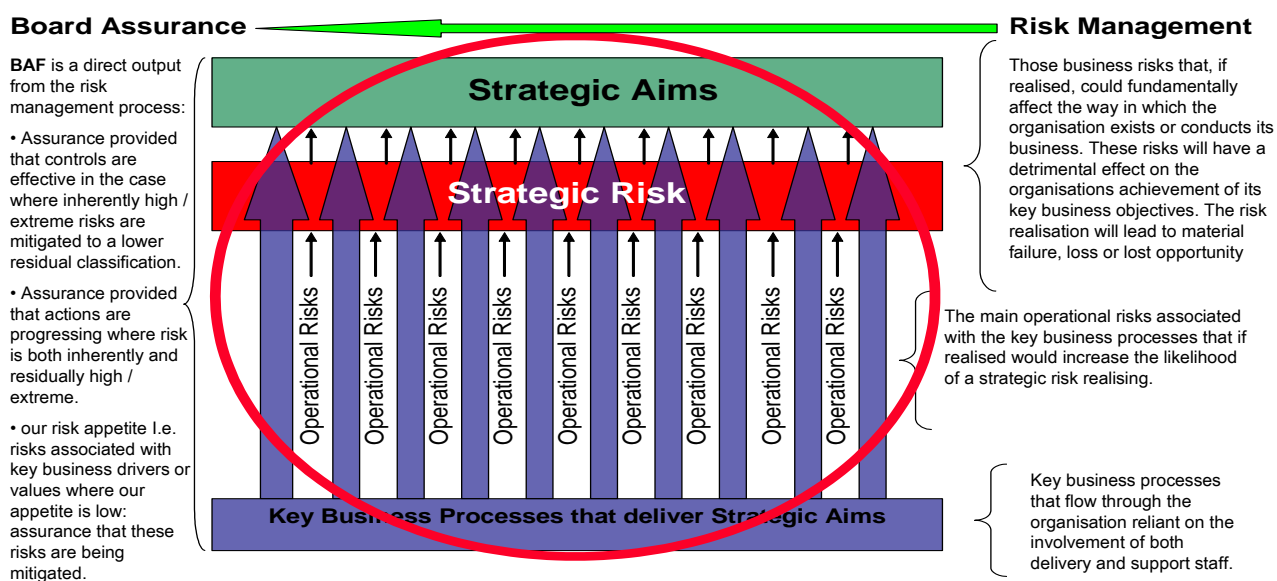 Board Assurance
Risk Management
BAF is a direct output
from the risk
management process:
• Assurance provided
that controls are
effective in the case
where inherently high /
extreme risks are
mitigated to a lower
residual classification.
• Assurance provided
that actions are
progressing where risk
is both inherently and
residually high /
extreme.
• our risk appetite I.e.
risks associated with
key business drivers or
values where our
appetite is low:
assurance that these
risks are being
mitigated.
Strategic Aims
Strategic Risk
Operational Risks
Operational Risks
Operational Risks
Operational Risks
Operational Risks
Operational Risks
Operational Risks
Operational Risks
Operational Risks
Key Business Processes that deliver Strategic Aims
Those business risks that, if
realised, could fundamentally
affect the way in which the
organisation exists or conducts its
business. These risks will have a
detrimental effect on the
organisations achievement of its
key business objectives. The risk
realisation will lead to material
failure, loss or lost opportunity
The main operational risks associated
with the key business processes that if
realised would increase the likelihood
of a strategic risk realising.
Key business processes
that flow through the
organisation reliant on the
involvement of both
delivery and support staff.